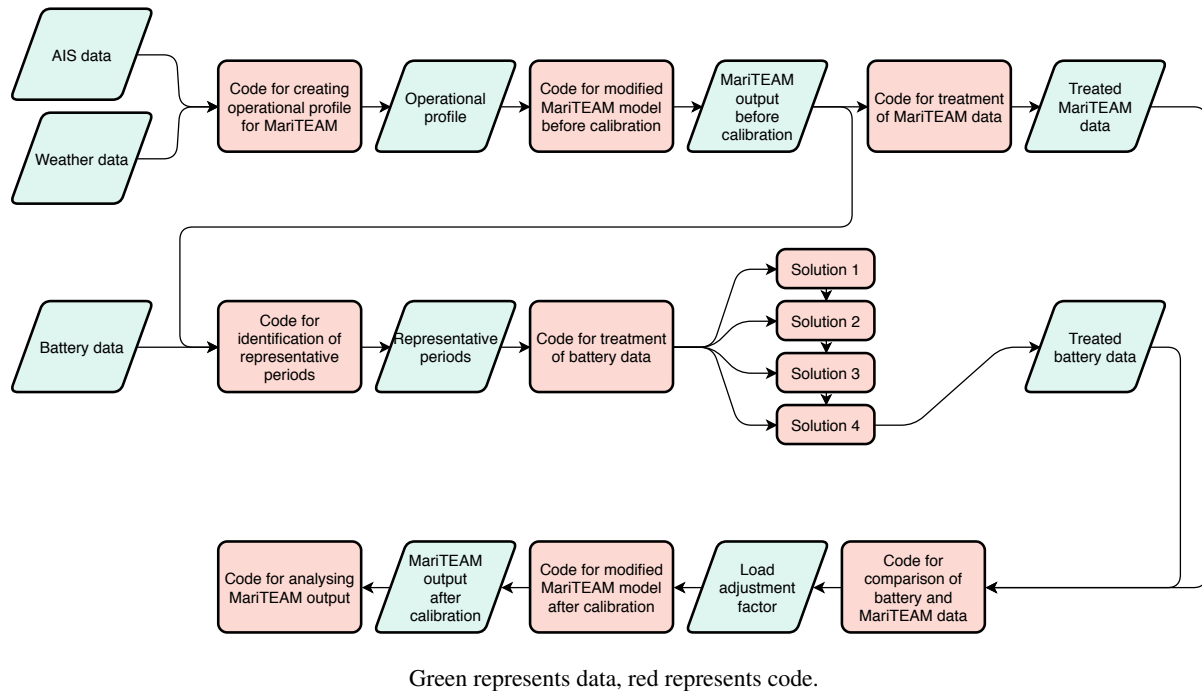 AIS data
Weather data
Code for creating
operational profile
for MariTEAM
Operational
profile
Code for modified
MariTEAM model
before calibration
MariTEAM
output
before
calibration
Code for treatment
of MariTEAM data
Treated
MariTEAM
data
Battery data
Code for
identification of
representative
periods
Representative
periods
Code for treatment
of battery data
Solution 1
Solution 2
Solution 3
Solution 4
Treated
battery data
Code for analysing
MariTEAM output
MariTEAM
output
after
calibration
Code for modified
MariTEAM model
after calibration
Load
adjustment
factor
Code for
comparison of
battery and
MariTEAM data
Green represents data, red represents code.